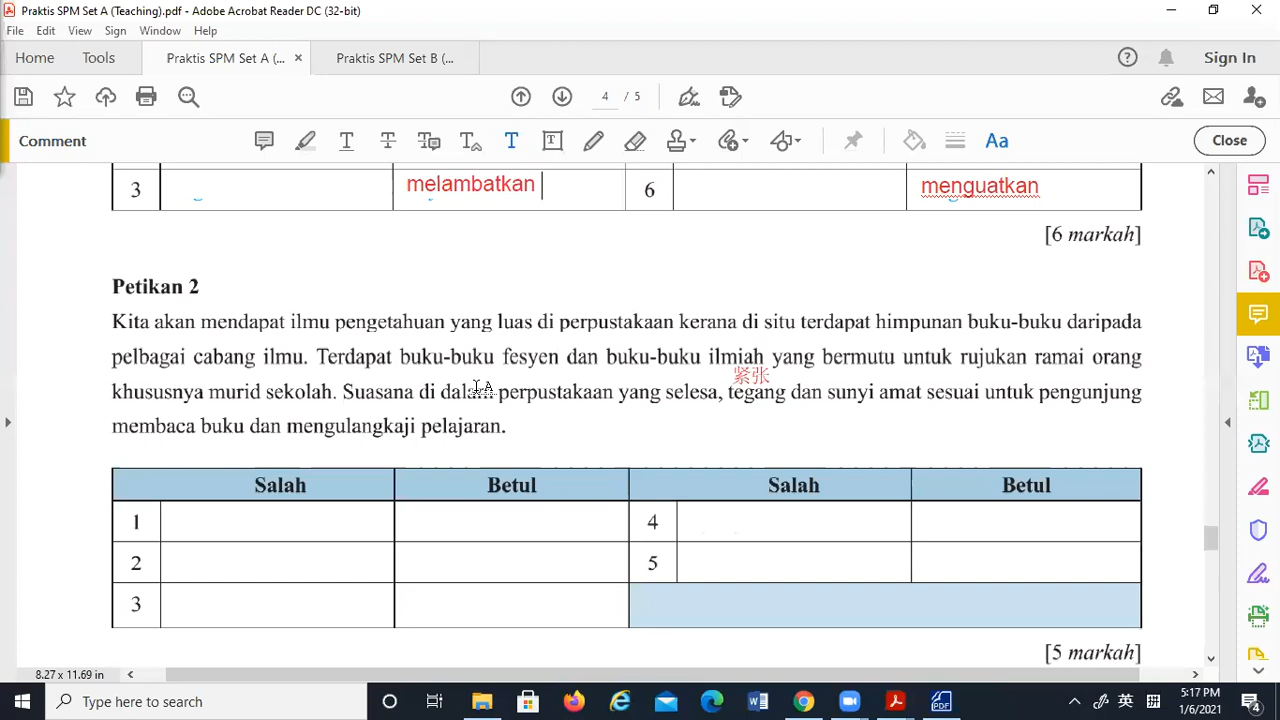 Praktis SPM Set A (Teaching).pdf - Adobe Acrobat Reader DC (32-bit)
File Edit View Sign Window Help
Home Tools Praktis SPM Set A (... × Praktis SPM Set B (... Sign In
4 / 5
Comment Aa Close
3 melambatkan 6 menguatkan
[6 markah]
Petikan 2
Kita akan mendapat ilmu pengetahuan yang luas di perpustakaan kerana di situ terdapat himpunan buku-buku daripada
pelbagai cabang ilmu. Terdapat buku-buku fesyen dan buku-buku ilmiah yang bermutu untuk rujukan ramai orang
紧张
khususnya murid sekolah. Suasana di dalam perpustakaan yang selesa, tegang dan sunyi amat sesuai untuk pengunjung
membaca buku dan mengulangkaji pelajaran.
Salah Betul Salah Betul
1 4
2 5
3
[5 markah]
8.27 x 11.69 in
Type here to search 英 5:17 PM
1/6/2021 4